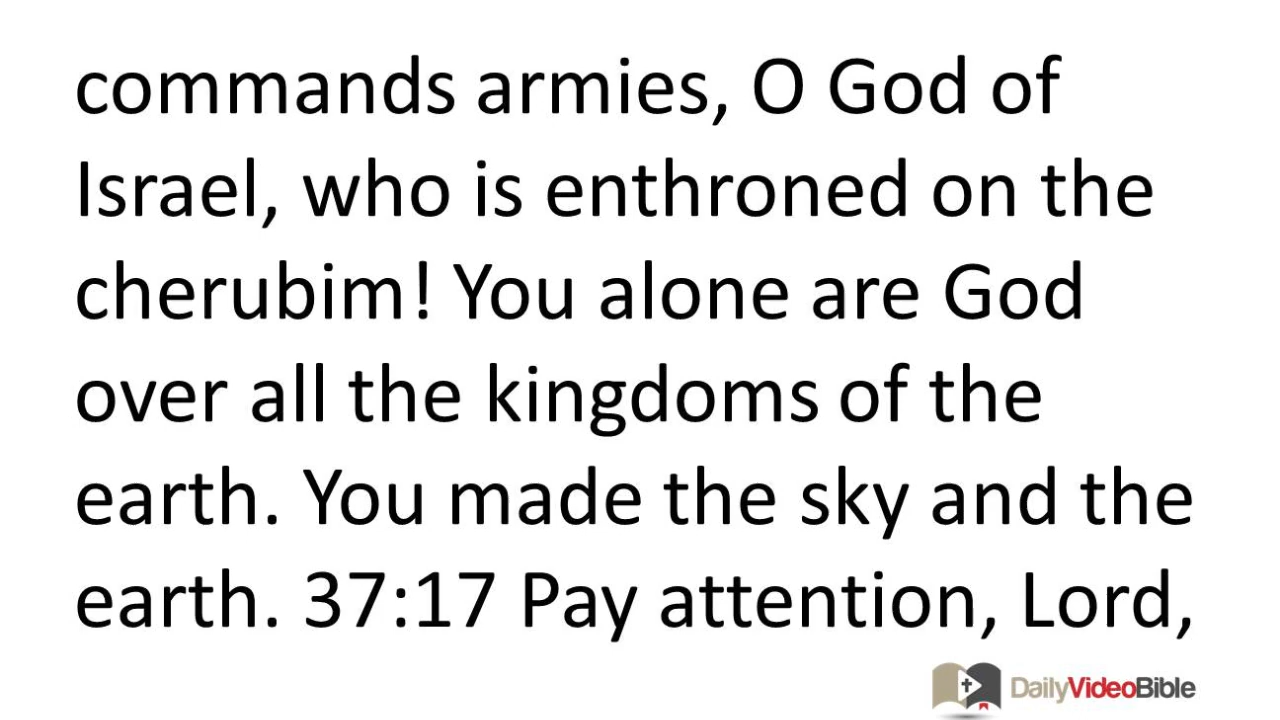 commands armies, O God of
Israel, who is enthroned on the
cherubim! You alone are God
over all the kingdoms of the
earth. You made the sky and the
earth. 37:17 Pay attention, Lord,
DailyVideoBible